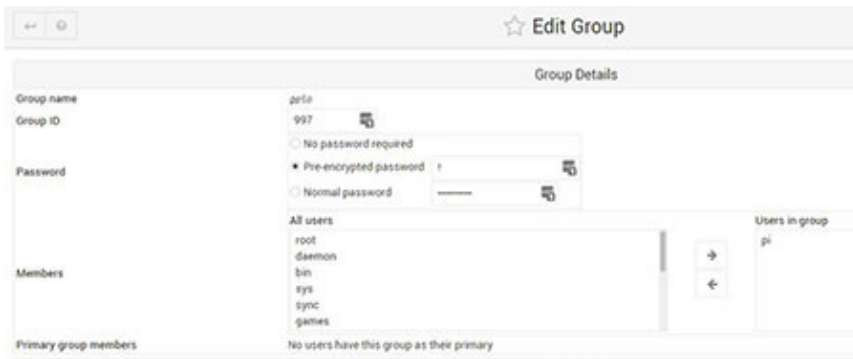 Edit Group
Group Details
Group name
Group ID 997
Password
No password required
Pre-encrypted password
Normal password
All users
Users in group
Members
root
daemon
bin
sys
sync
games
pi
Primary group members No users have this group as their primary